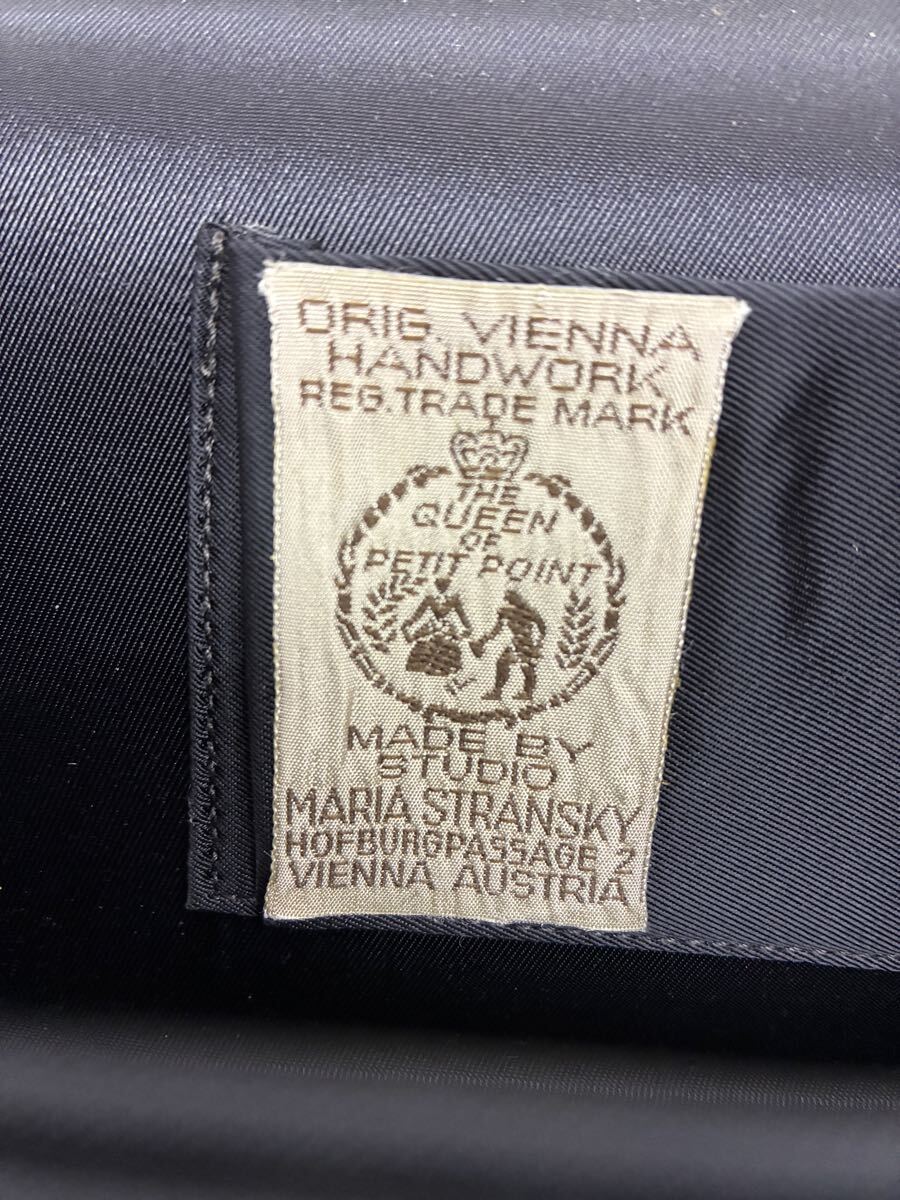 ORIG. VIENNA
HANDWORK
REG. TRADE MARK
THE
QUEEN
OF
PETIT POINT
MADE BY
STUDIO
MARIA STRANSKY
HOFBURGPASSAGE 2
VIENNA AUSTRIA